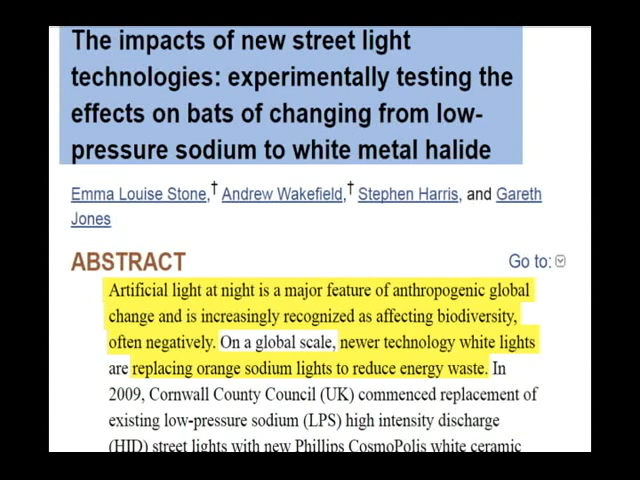 The impacts of new street light
technologies: experimentally testing the
effects on bats of changing from low-
pressure sodium to white metal halide
Emma Louise Stone,† Andrew Wakefield,† Stephen Harris, and Gareth
Jones
ABSTRACT Go to:
Artificial light at night is a major feature of anthropogenic global
change and is increasingly recognized as affecting biodiversity,
often negatively. On a global scale, newer technology white lights
are replacing orange sodium lights to reduce energy waste. In
2009, Cornwall County Council (UK) commenced replacement of
existing low-pressure sodium (LPS) high intensity discharge
(HID) street lights with new Phillips CosmoPolis white ceramic